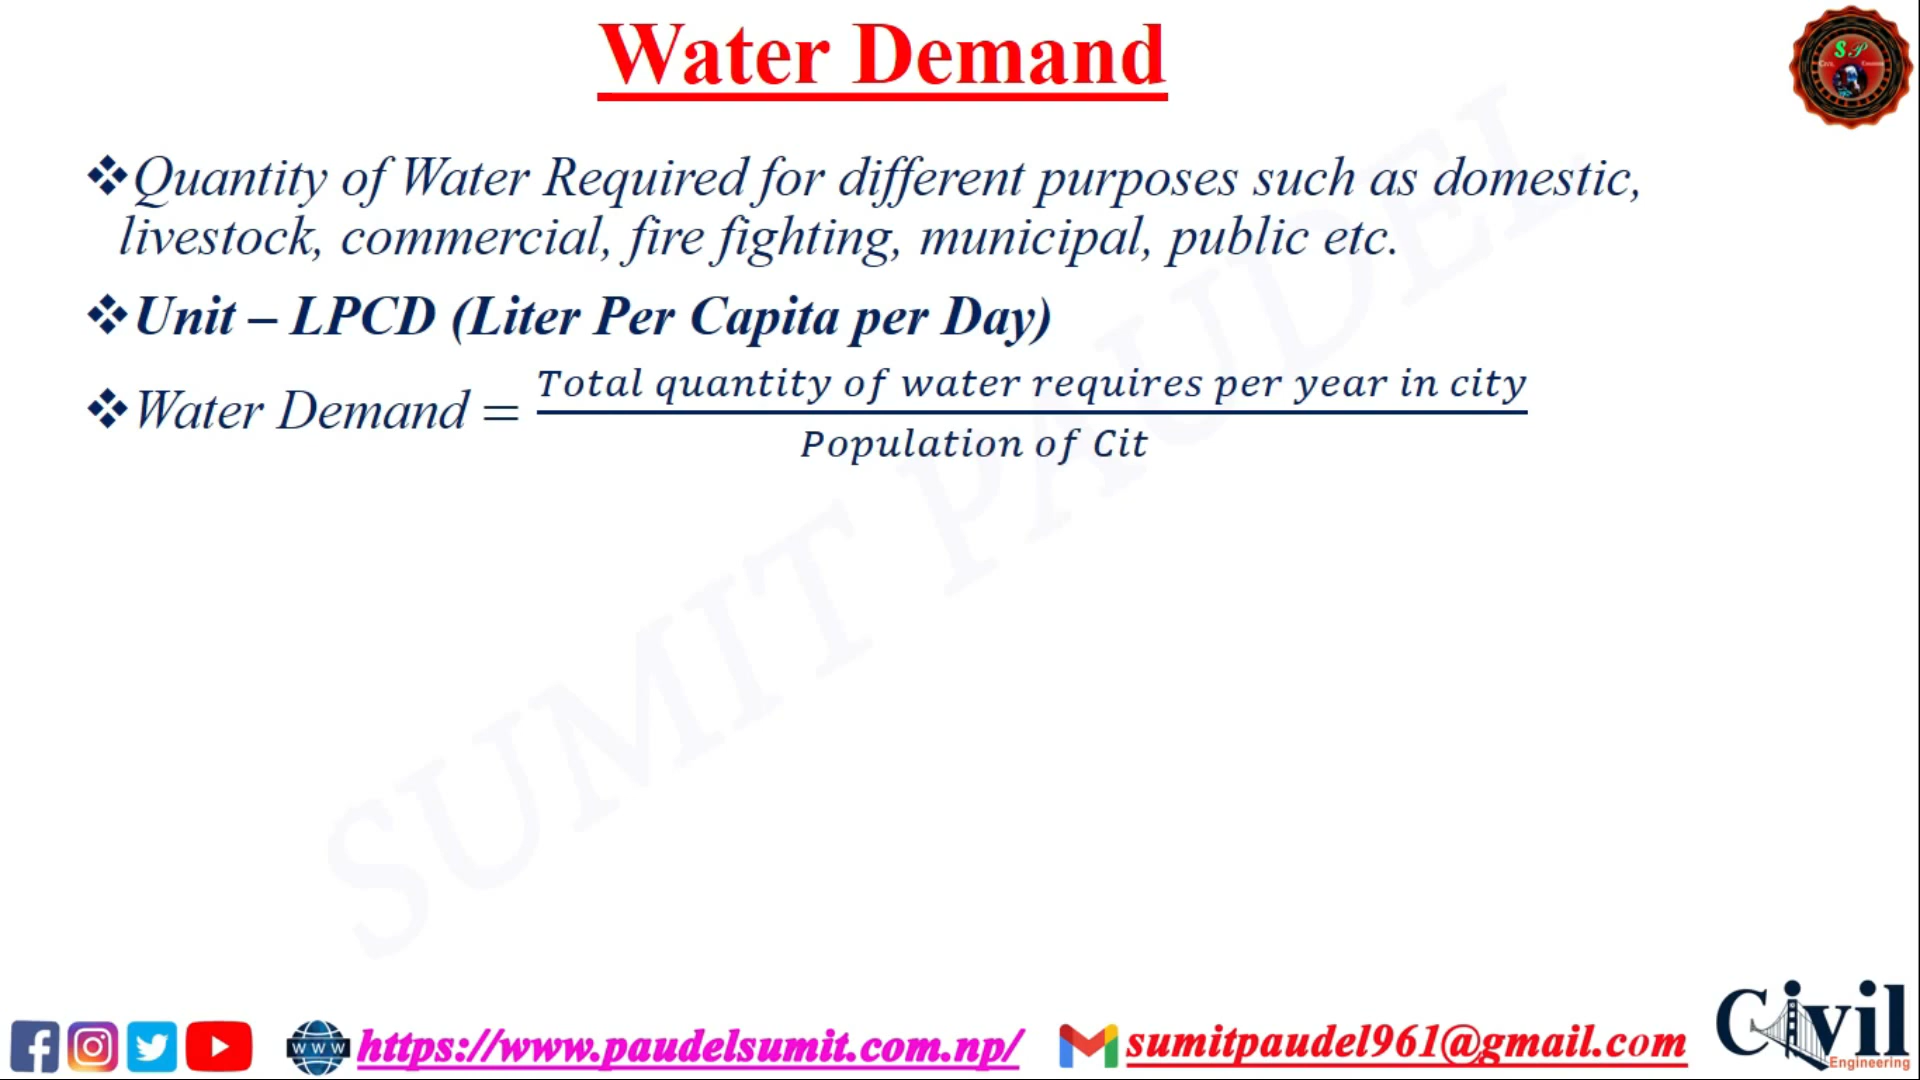 Water Demand
S P
❖Quantity of Water Required for different purposes such as domestic,
livestock, commercial, fire fighting, municipal, public etc.
❖Unit – LPCD (Liter Per Capita per Day)
❖Water Demand = Total quantity of water requires per year in city
Population of Cit
SUMIT PAUDEL
www https://www.paudelsumit.com.np/ sumitpaudel961@gmail.com
Civil
Engineering